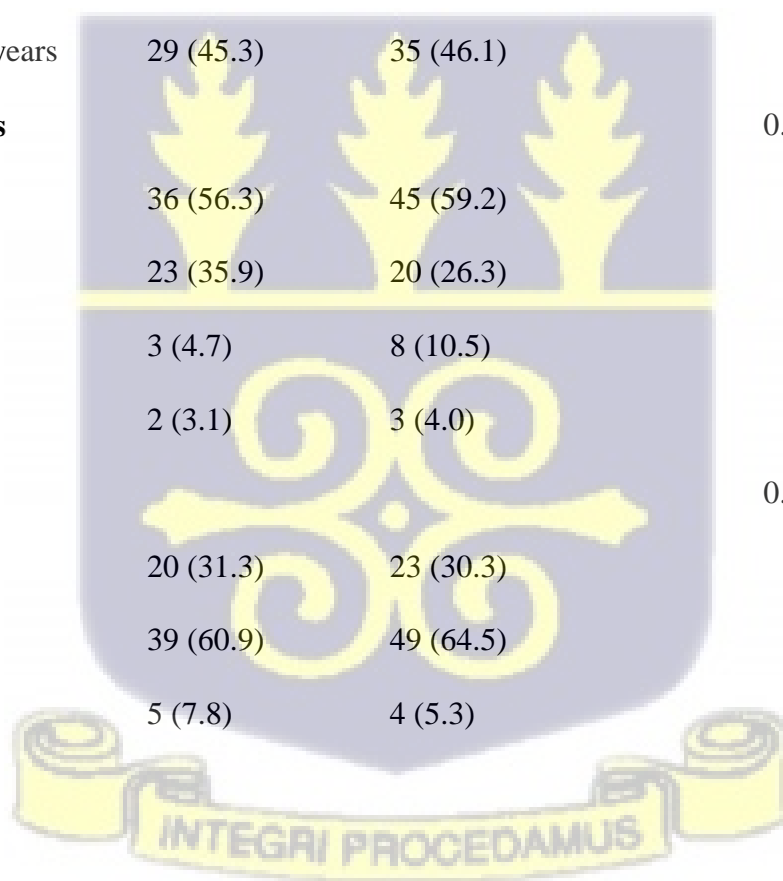 years 29 (45.3) 35 (46.1)
s 0.
36 (56.3) 45 (59.2)
23 (35.9) 20 (26.3)
3 (4.7) 8 (10.5)
2 (3.1) 3 (4.0)
0.
20 (31.3) 23 (30.3)
39 (60.9) 49 (64.5)
5 (7.8) 4 (5.3)
INTEGRI PROCEDAMUS